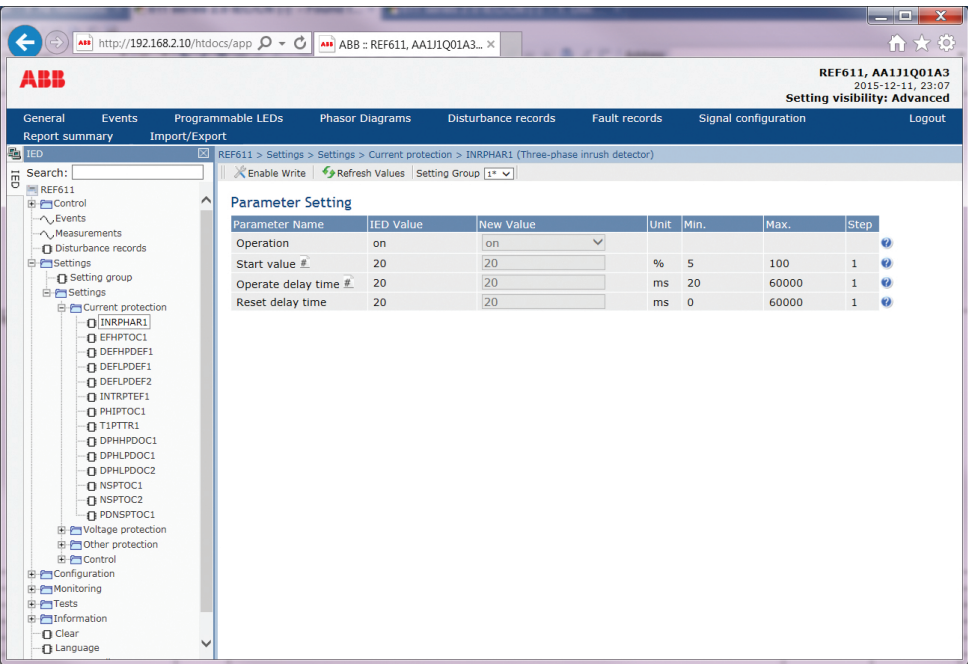 http://192.168.2.10/htdocs/app
ABB :: REF611, AA1J1Q01A3...
ABB
REF611, AA1J1Q01A3
2015-12-11, 23:07
Setting visibility: Advanced
General Events Programmable LEDs Phasor Diagrams Disturbance records Fault records Signal configuration Logout
Report summary Import/Export
IED
REF611 > Settings > Settings > Current protection > INRPHAR1 (Three-phase inrush detector)
IED
Search:
Enable Write Refresh Values Setting Group 1*
REF611
Control
Events
Measurements
Disturbance records
Settings
Setting group
Settings
Current protection
INRPHAR1
EFHPTOC1
DEFHPDEF1
DEFLPDEF1
DEFLPDEF2
INTRPTEF1
PHIPTOC1
T1PTTR1
DPHHPDOC1
DPHLPDOC1
DPHLPDOC2
NSPTOC1
NSPTOC2
PDNSPTOC1
Voltage protection
Other protection
Control
Configuration
Monitoring
Tests
Information
Clear
Language
Parameter Setting
Parameter Name IED Value New Value Unit Min. Max. Step
Operation on on
Start value # 20 20 % 5 100 1
Operate delay time # 20 20 ms 20 60000 1
Reset delay time 20 20 ms 0 60000 1